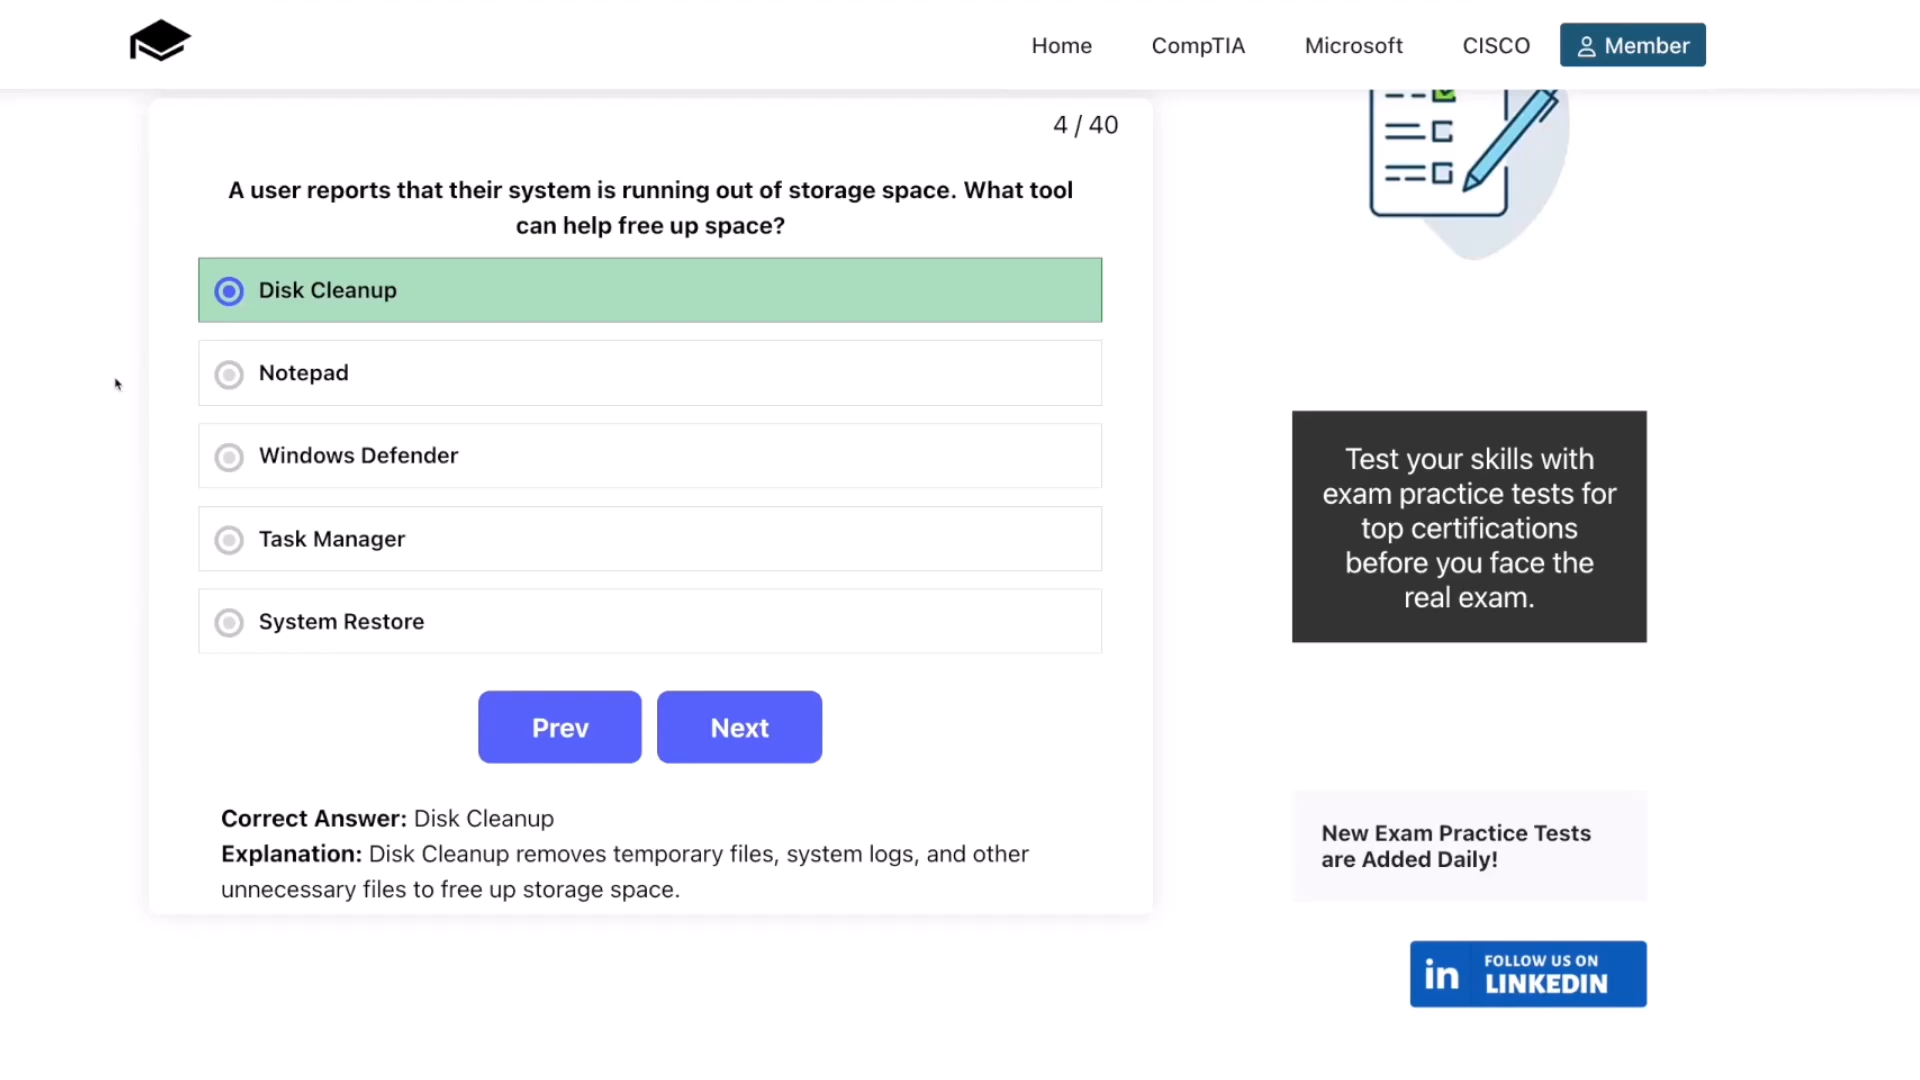 Home CompTIA Microsoft CISCO Member
4 / 40
A user reports that their system is running out of storage space. What tool
can help free up space?
Disk Cleanup
Notepad
Windows Defender
Task Manager
System Restore
Prev Next
Correct Answer: Disk Cleanup
Explanation: Disk Cleanup removes temporary files, system logs, and other
unnecessary files to free up storage space.
Test your skills with
exam practice tests for
top certifications
before you face the
real exam.
New Exam Practice Tests
are Added Daily!
in FOLLOW US ON
LINKEDIN